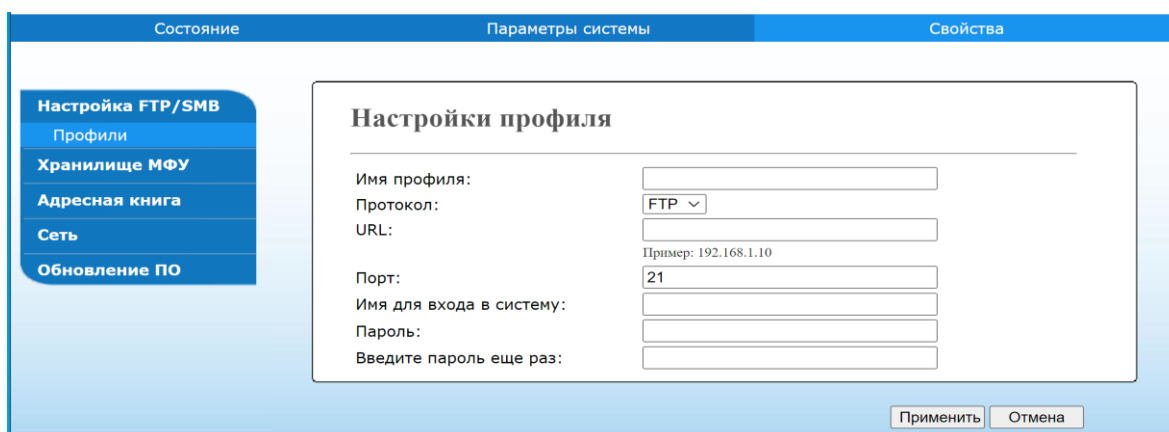 Состояние
Параметры системы
Свойства
Настройка FTP/SMB
Профили
Хранилище МФУ
Адресная книга
Сеть
Обновление ПО
Настройки профиля
Имя профиля:
Протокол: FTP
URL:
Пример: 192.168.1.10
Порт: 21
Имя для входа в систему:
Пароль:
Введите пароль еще раз:
Применить Отмена